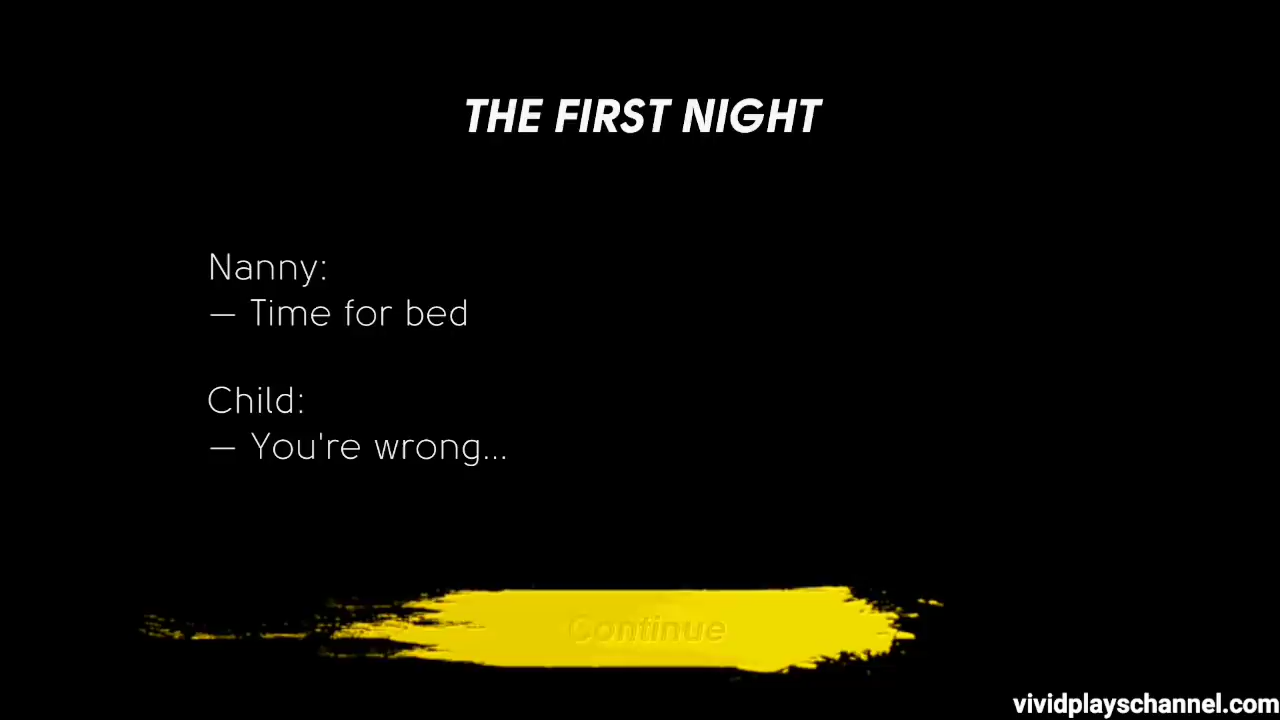 THE FIRST NIGHT
Nanny:
— Time for bed
Child:
— You're wrong...
Continue
vividplayschannel.com